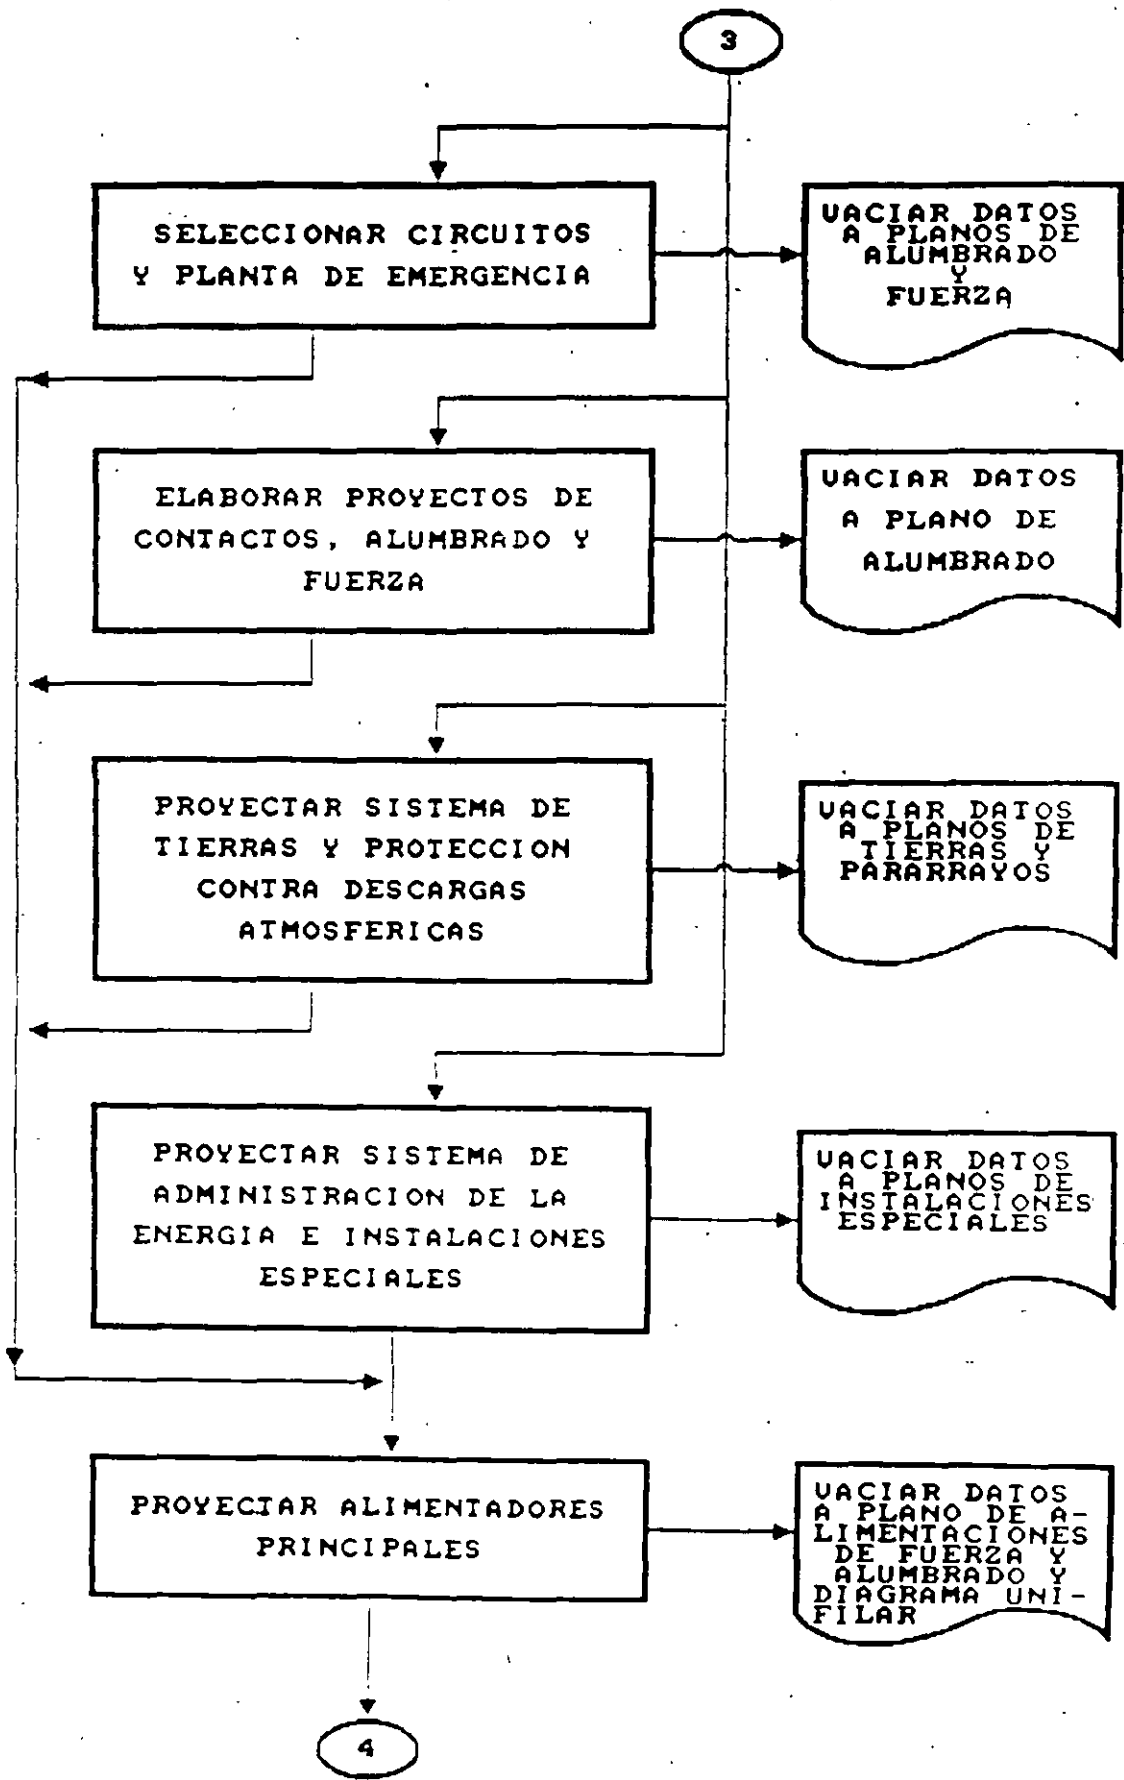 3
SELECCIONAR CIRCUITOS
Y PLANTA DE EMERGENCIA
VACIAR DATOS
A PLANOS DE
ALUMBRADO
Y
FUERZA
ELABORAR PROYECTOS DE
CONTACTOS, ALUMBRADO Y
FUERZA
VACIAR DATOS
A PLANO DE
ALUMBRADO
PROYECTAR SISTEMA DE
TIERRAS Y PROTECCION
CONTRA DESCARGAS
ATMOSFERICAS
VACIAR DATOS
A PLANOS DE
TIERRAS Y
PARARRAYOS
PROYECTAR SISTEMA DE
ADMINISTRACION DE LA
ENERGIA E INSTALACIONES
ESPECIALES
VACIAR DATOS
A PLANOS DE
INSTALACIONES
ESPECIALES
PROYECTAR ALIMENTADORES
PRINCIPALES
VACIAR DATOS
A PLANO DE A-
LIMENTACIONES
DE FUERZA Y
ALUMBRADO Y
DIAGRAMA UNI-
FILAR
4